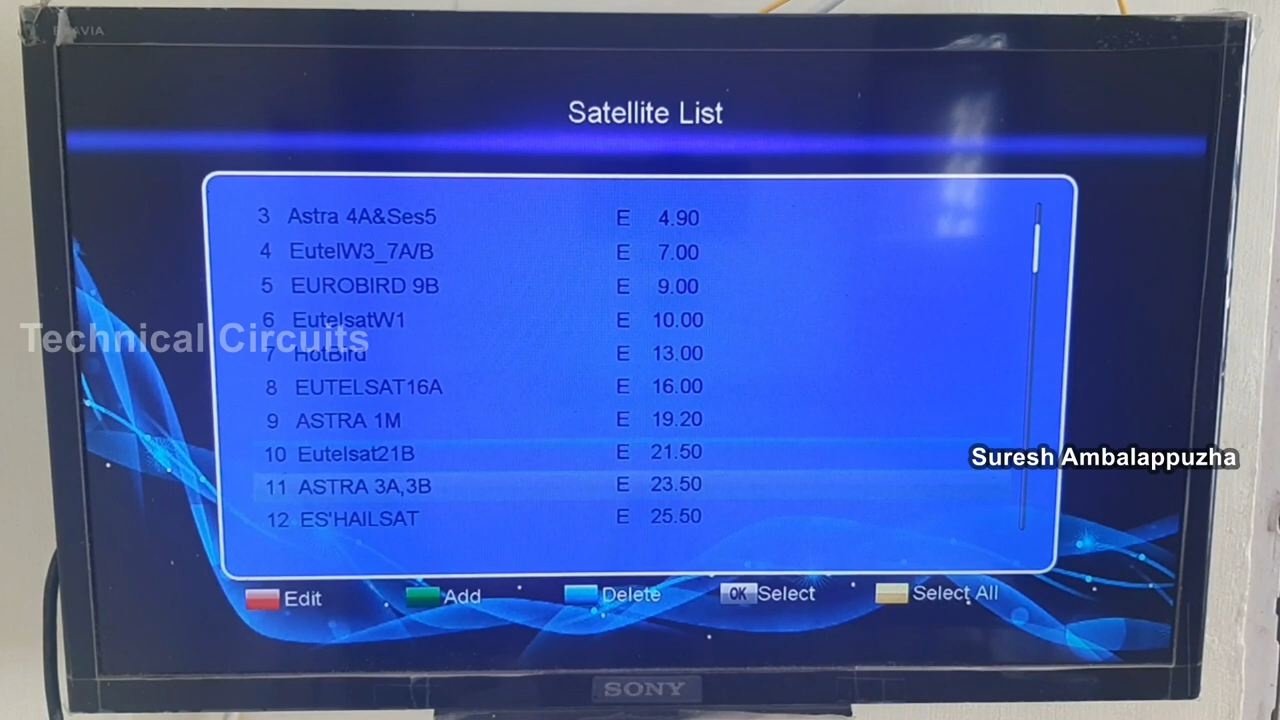 BRAVIA
Satellite List
3 Astra 4A&Ses5 E 4.90
4 EutelW3_7A/B E 7.00
5 EUROBIRD 9B E 9.00
6 EutelsatW1 E 10.00
Technical Circuits
7 HotBird E 13.00
8 EUTELSAT16A E 16.00
9 ASTRA 1M E 19.20
10 Eutelsat21B E 21.50
Suresh Ambalappuzha
11 ASTRA 3A,3B E 23.50
12 ES'HAILSAT E 25.50
Edit Add Delete OK Select Select All
SONY